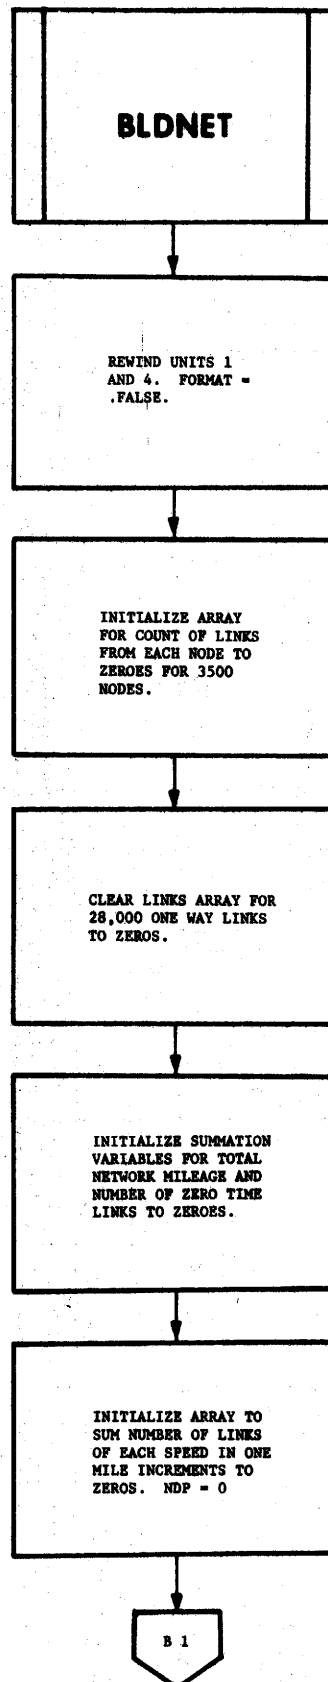 BLDNET
REWIND UNITS 1
AND 4. FORMAT =
.FALSE.
INITIALIZE ARRAY
FOR COUNT OF LINKS
FROM EACH NODE TO
ZEROES FOR 3500
NODES.
CLEAR LINKS ARRAY FOR
28,000 ONE WAY LINKS
TO ZEROS.
INITIALIZE SUMMATION
VARIABLES FOR TOTAL
NETWORK MILEAGE AND
NUMBER OF ZERO TIME
LINKS TO ZEROES.
INITIALIZE ARRAY TO
SUM NUMBER OF LINKS
OF EACH SPEED IN ONE
MILE INCREMENTS TO
ZEROS. NDP = 0
B 1